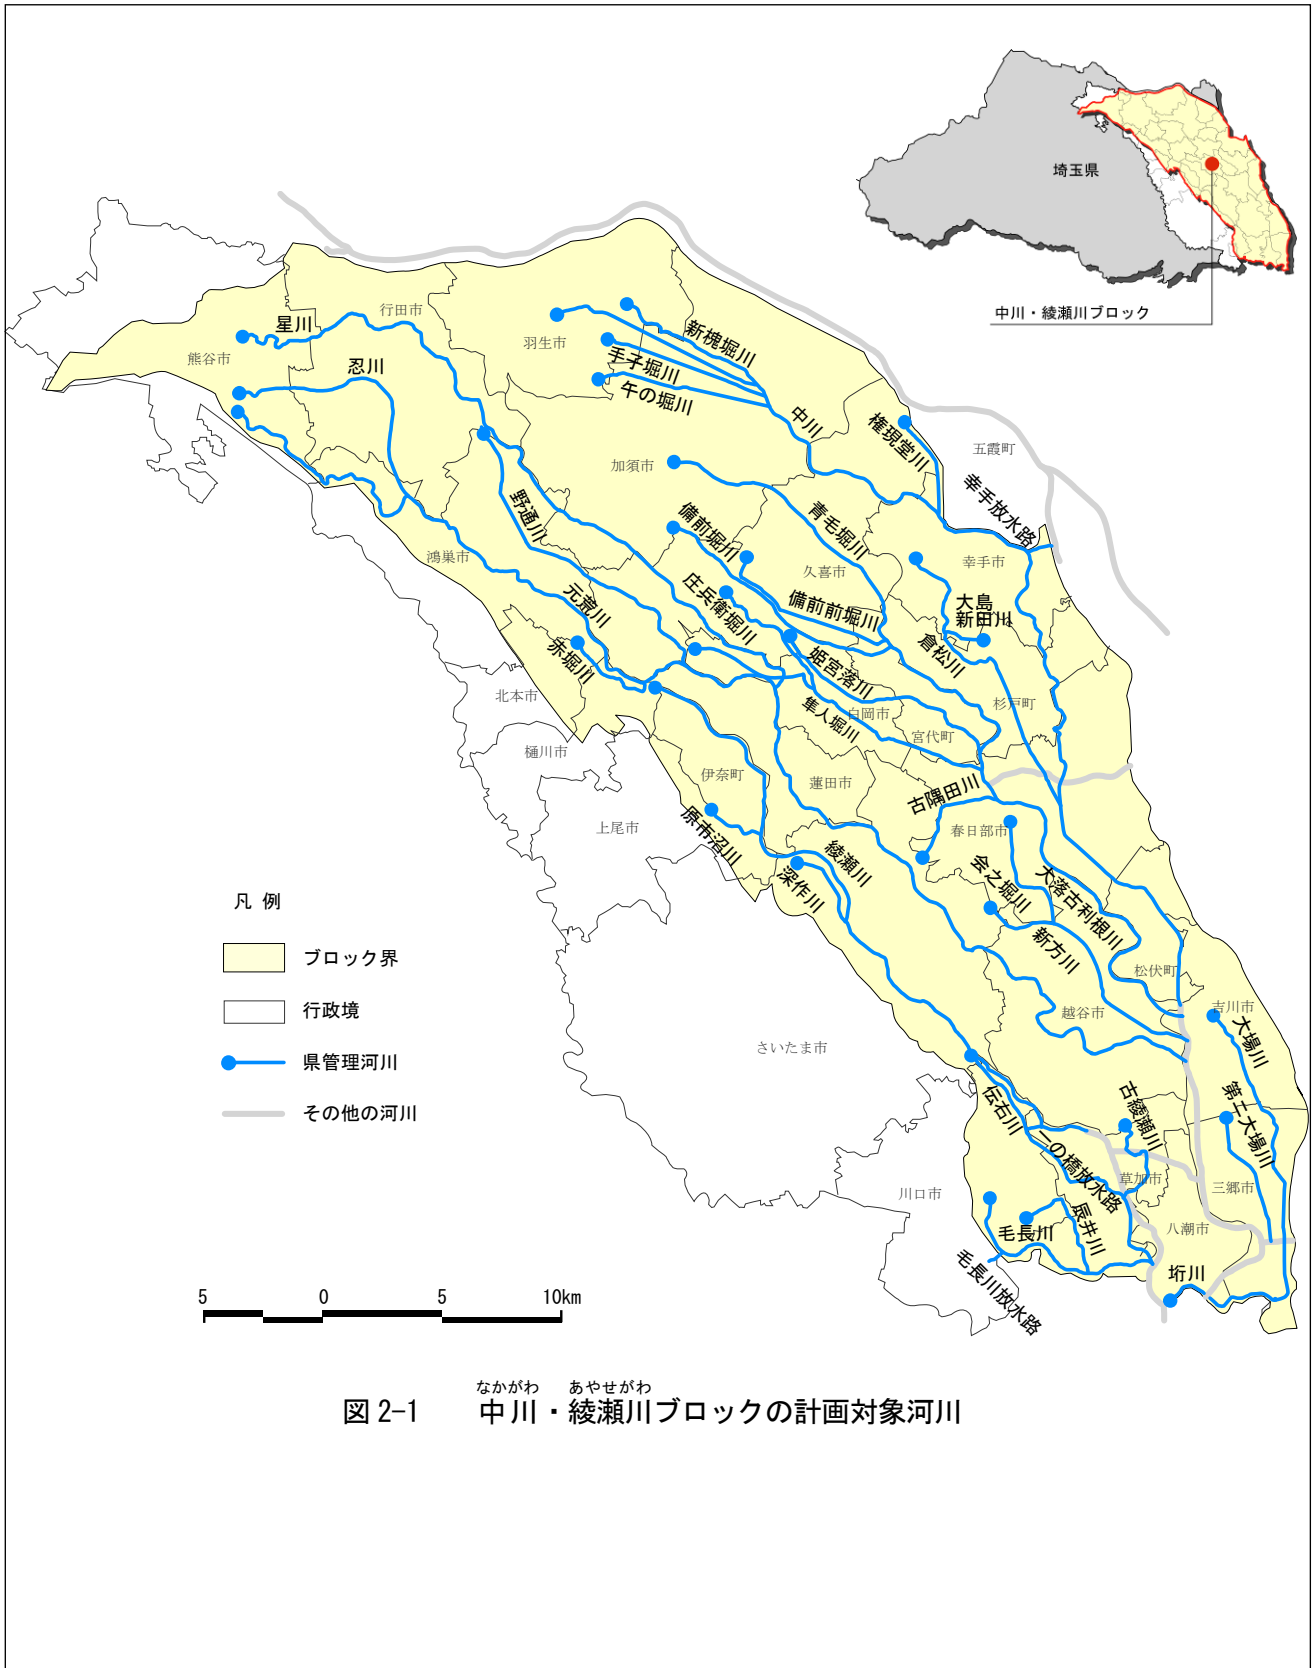 埼玉県
中川・綾瀬川ブロック
行田市
星川
熊谷市
忍川
羽生市
新槐堀川
手子堀川
午の堀川
中川
権現堂川
五霞町
幸手放水路
加須市
野通川
備前堀川
青毛堀川
久喜市
幸手市
鴻巣市
庄兵衛堀川
備前前堀川
大島
新田川
元荒川
赤堀川
姫宮落川
倉松川
北本市
隼人堀川
白岡市
宮代町
杉戸町
桶川市
伊奈町
蓮田市
古隅田川
上尾市
原市沼川
綾瀬川
春日部市
深作川
会之堀川
大落古利根川
新方川
松伏町
吉川市
越谷市
大場川
さいたま市
伝右川
古綾瀬川
第二大場川
一の橋放水路
草加市
三郷市
川口市
毛長川
辰井川
八潮市
毛長川放水路
垳川
凡 例
ブロック界
行政境
県管理河川
その他の河川
5 0 5 10km
なかがわ あやせがわ
図 2-1 中川・綾瀬川ブロックの計画対象河川